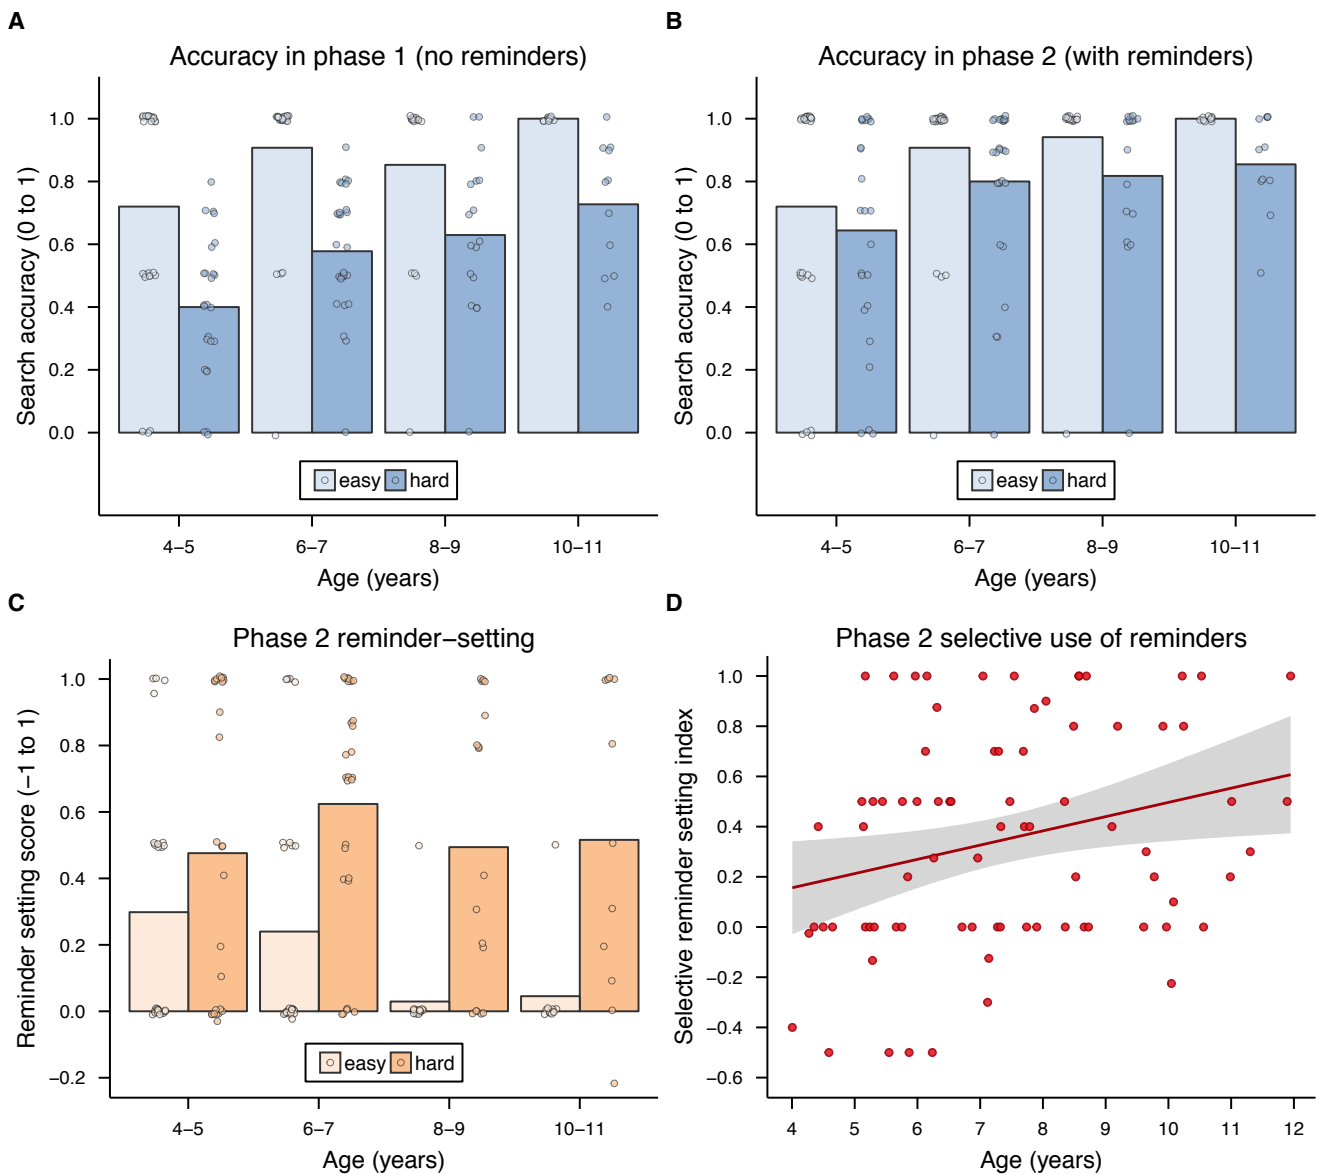 A
Accuracy in phase 1 (no reminders)
Search accuracy (0 to 1)
1.0
0.8
0.6
0.4
0.2
0.0
easy hard
4–5 6–7 8–9 10–11
Age (years)
B
Accuracy in phase 2 (with reminders)
Search accuracy (0 to 1)
1.0
0.8
0.6
0.4
0.2
0.0
easy hard
4–5 6–7 8–9 10–11
Age (years)
C
Phase 2 reminder–setting
Reminder setting score (−1 to 1)
1.0
0.8
0.6
0.4
0.2
0.0
−0.2
easy hard
4–5 6–7 8–9 10–11
Age (years)
D
Phase 2 selective use of reminders
Selective reminder setting index
1.0
0.8
0.6
0.4
0.2
0.0
−0.2
−0.4
−0.6
4 5 6 7 8 9 10 11 12
Age (years)